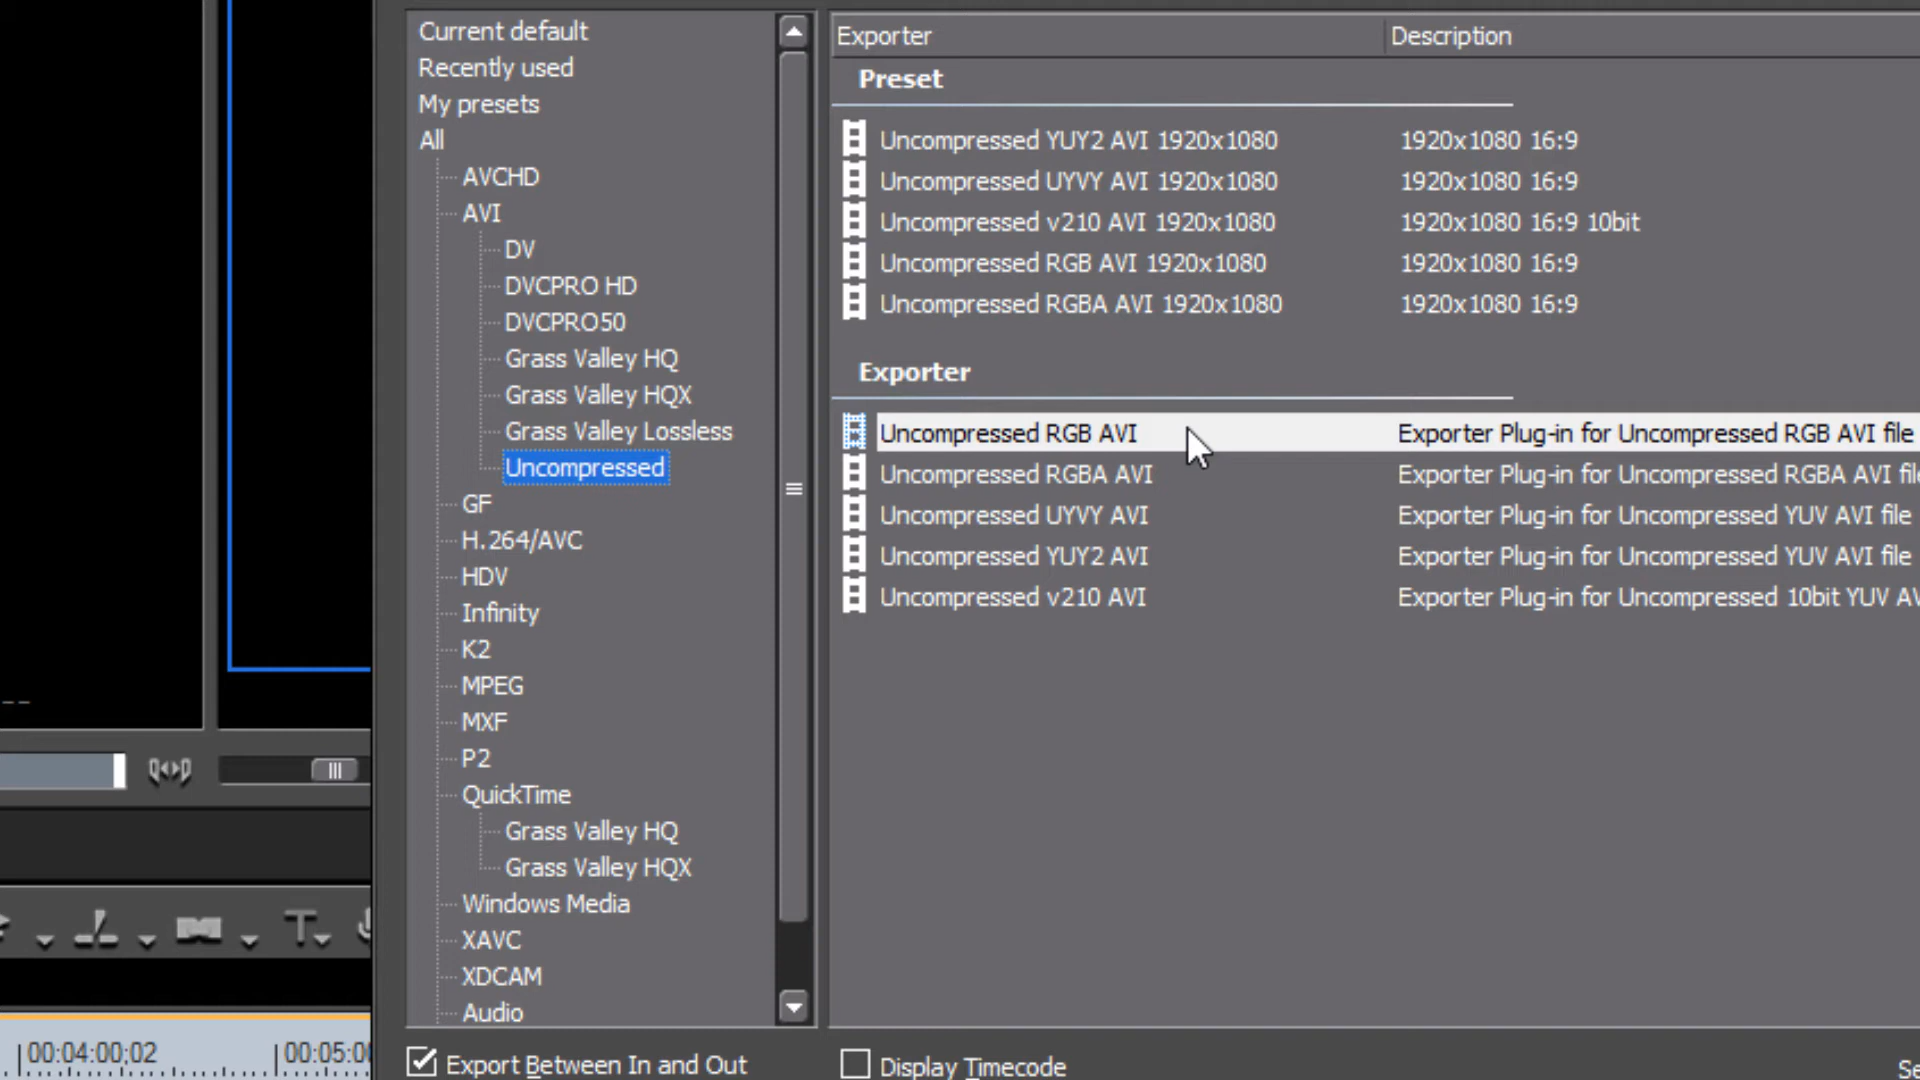 Current default
Recently used
My presets
All
AVCHD
AVI
DV
DVCPRO HD
DVCPRO50
Grass Valley HQ
Grass Valley HQX
Grass Valley Lossless
Uncompressed
GF
H.264/AVC
HDV
Infinity
K2
MPEG
MXF
P2
QuickTime
Grass Valley HQ
Grass Valley HQX
Windows Media
XAVC
XDCAM
Audio
Exporter Description
Preset
Uncompressed YUY2 AVI 1920x1080 1920x1080 16:9
Uncompressed UYVY AVI 1920x1080 1920x1080 16:9
Uncompressed v210 AVI 1920x1080 1920x1080 16:9 10bit
Uncompressed RGB AVI 1920x1080 1920x1080 16:9
Uncompressed RGBA AVI 1920x1080 1920x1080 16:9
Exporter
Uncompressed RGB AVI Exporter Plug-in for Uncompressed RGB AVI file
Uncompressed RGBA AVI Exporter Plug-in for Uncompressed RGBA AVI
Uncompressed UYVY AVI Exporter Plug-in for Uncompressed YUV AVI file
Uncompressed YUY2 AVI Exporter Plug-in for Uncompressed YUV AVI file
Uncompressed v210 AVI Exporter Plug-in for Uncompressed 10bit YUV
Export Between In and Out
Display Timecode
00:04:00;02